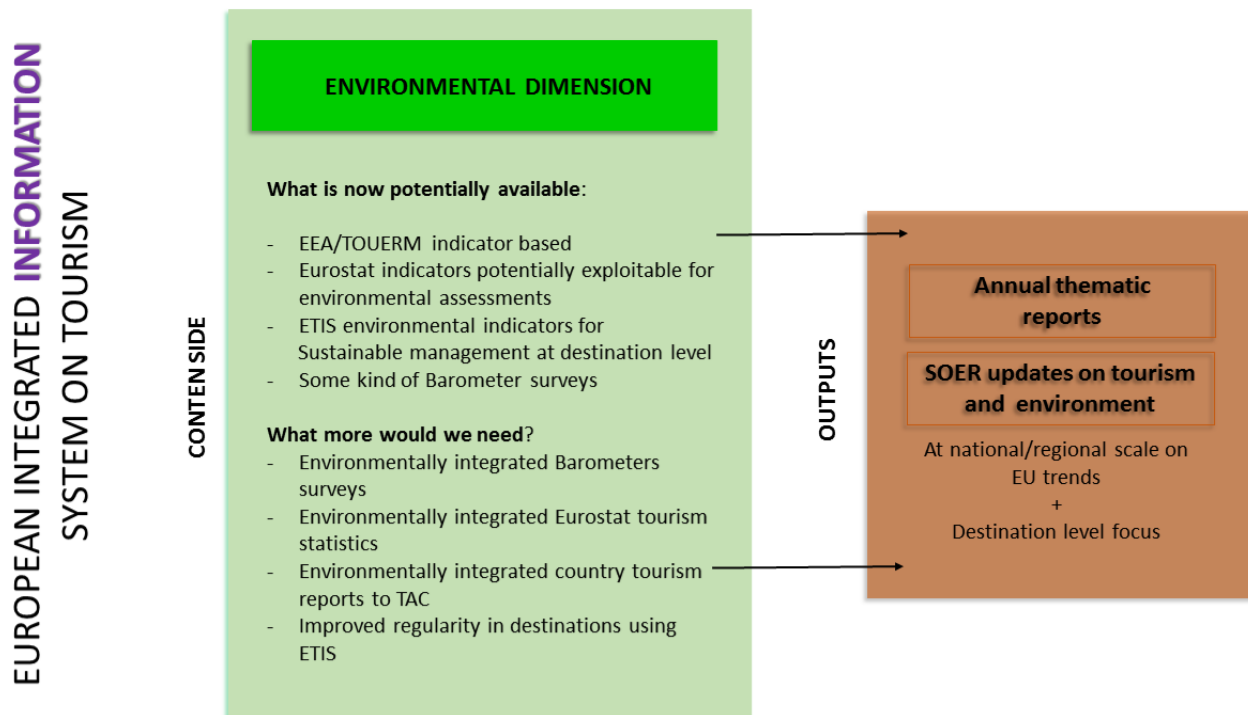 EUROPEAN INTEGRATED INFORMATION
SYSTEM ON TOURISM
CONTEN SIDE
ENVIRONMENTAL DIMENSION
What is now potentially available:
- EEA/TOUERM indicator based
- Eurostat indicators potentially exploitable for
environmental assessments
- ETIS environmental indicators for
Sustainable management at destination level
- Some kind of Barometer surveys
What more would we need?
- Environmentally integrated Barometers
surveys
- Environmentally integrated Eurostat tourism
statistics
- Environmentally integrated country tourism
reports to TAC
- Improved regularity in destinations using
ETIS
OUTPUTS
Annual thematic
reports
SOER updates on tourism
and environment
At national/regional scale on
EU trends
+
Destination level focus